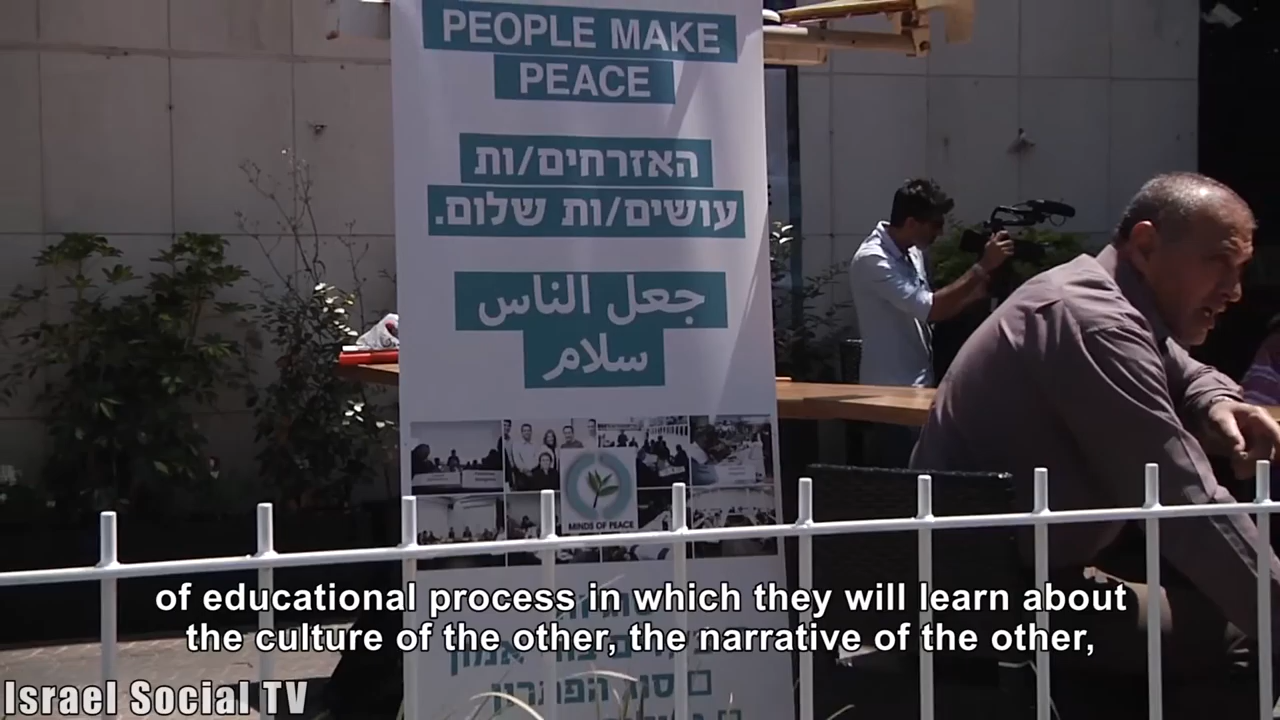 PEOPLE MAKE
PEACE
האזרחים/ות
עושים/ות שלום.
جعل الناس
سلام
MINDS OF PEACE
of educational process in which they will learn about
the culture of the other, the narrative of the other,
הפתרון
Israel Social TV